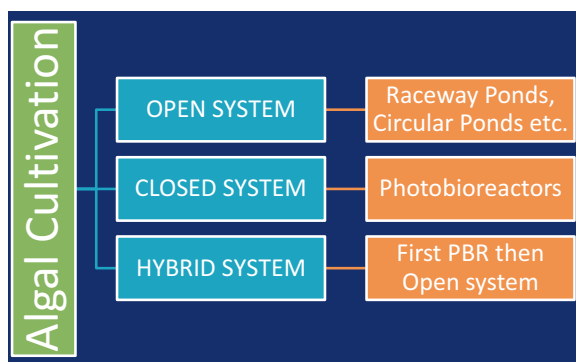 Algal Cultivation
OPEN SYSTEM
Raceway Ponds,
Circular Ponds etc.
CLOSED SYSTEM
Photobioreactors
HYBRID SYSTEM
First PBR then
Open system